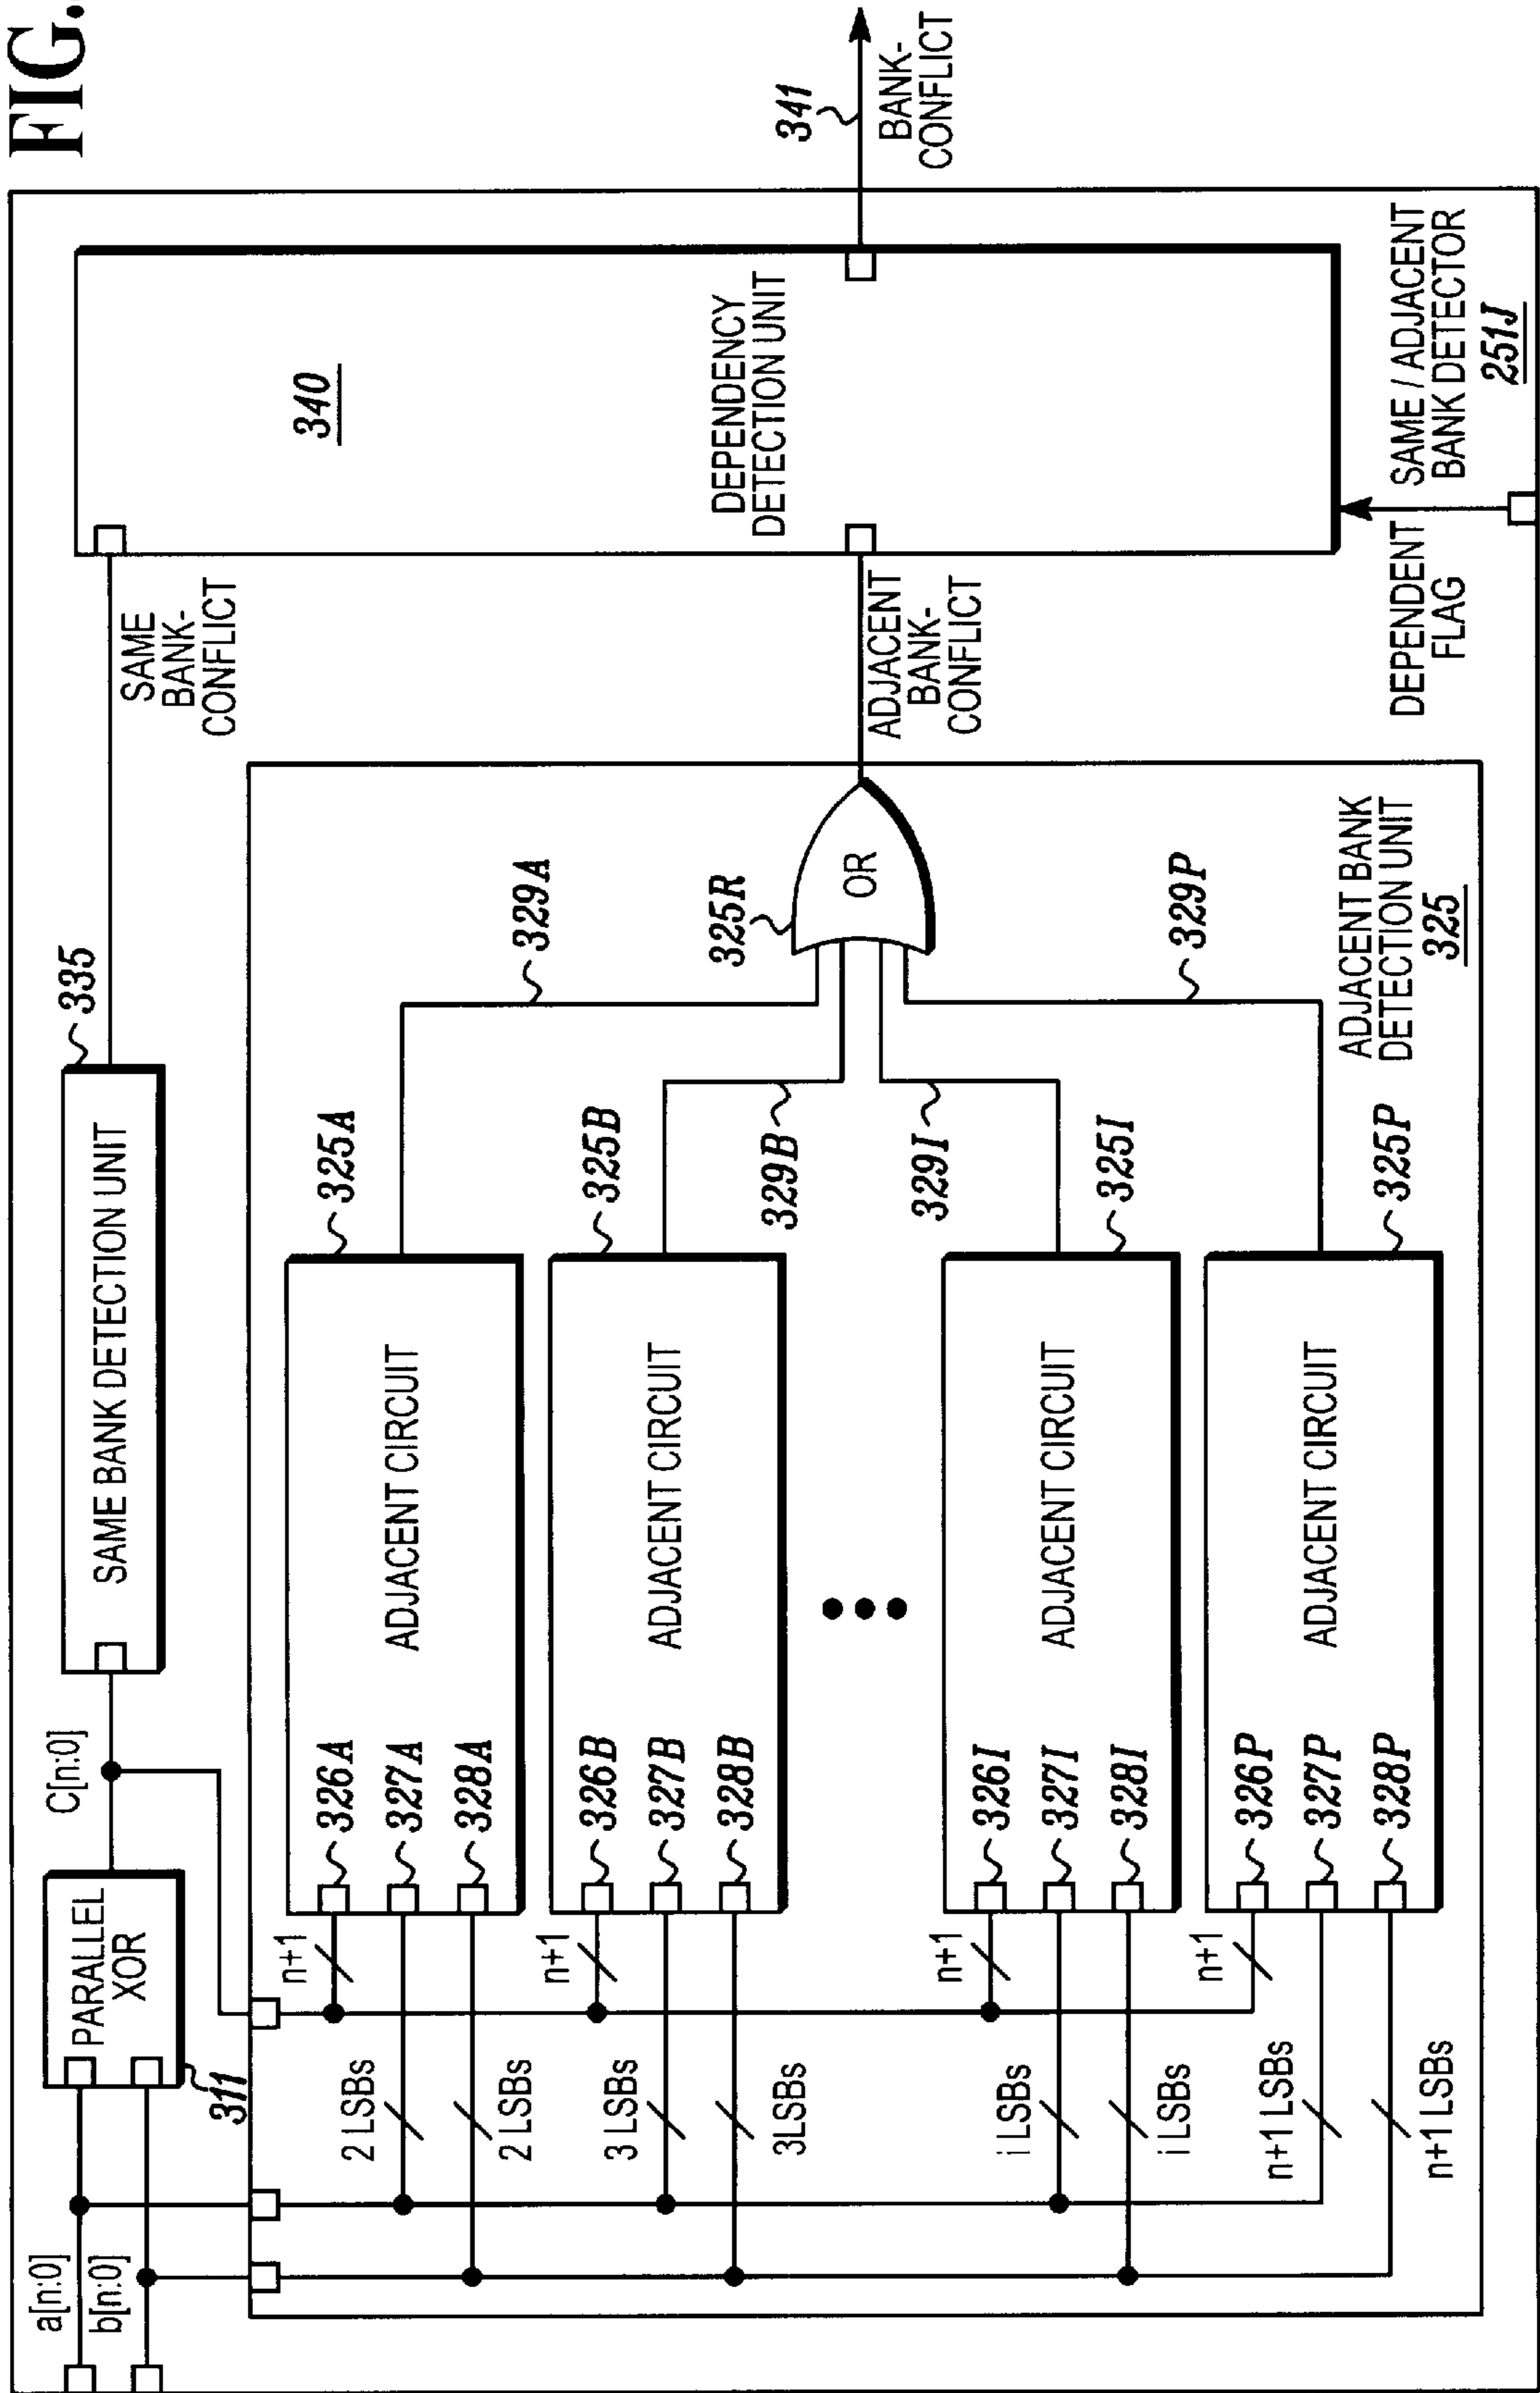 FIG.
a[n:0]
b[n:0]
PARALLEL
XOR
311
C[n:0]
SAME BANK DETECTION UNIT
335
SAME
BANK-
CONFLICT
340
DEPENDENCY
DETECTION UNIT
341
BANK-
CONFLICT
n+1
2 LSBs
2 LSBs
326A
327A
328A
ADJACENT CIRCUIT
325A
329A
n+1
3 LSBs
3LSBs
326B
327B
328B
ADJACENT CIRCUIT
325B
329B
325R
OR
ADJACENT
BANK-
CONFLICT
n+1
i LSBs
i LSBs
326I
327I
328I
ADJACENT CIRCUIT
325I
329I
n+1
n+1 LSBs
n+1 LSBs
326P
327P
328P
ADJACENT CIRCUIT
325P
329P
ADJACENT BANK
DETECTION UNIT
325
DEPENDENT
FLAG
SAME / ADJACENT
BANK DETECTOR
251J